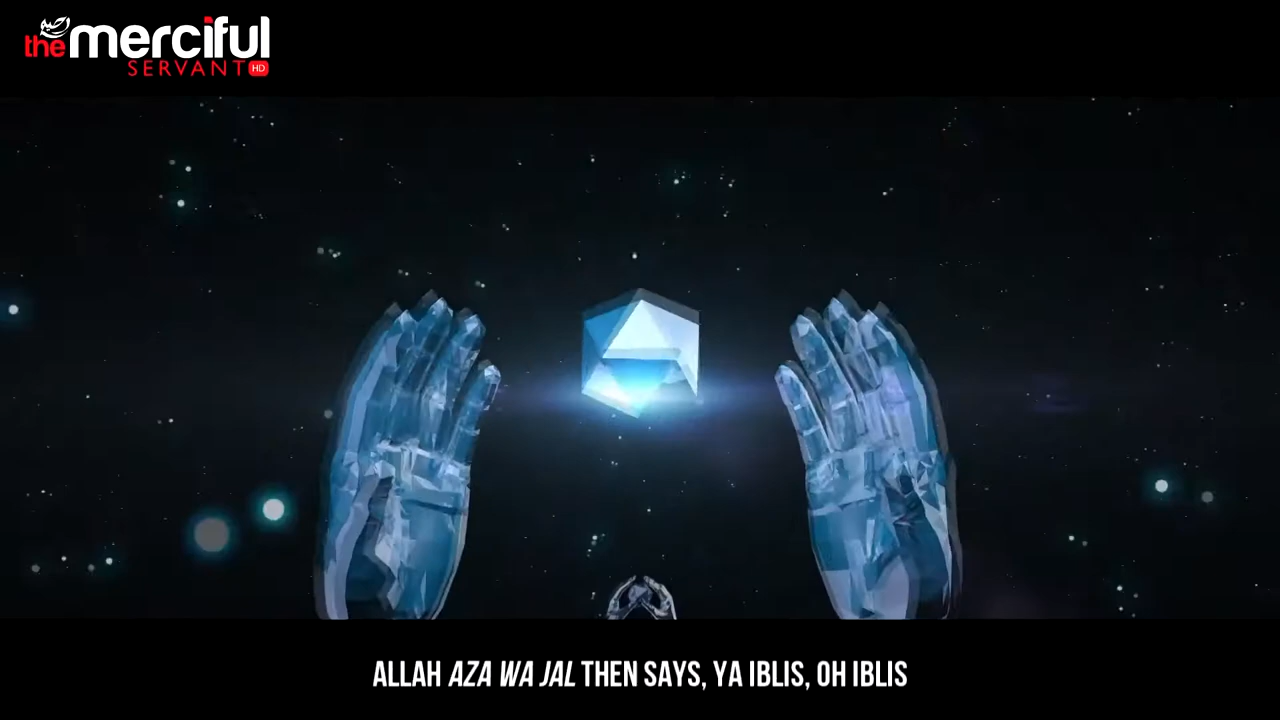 the merciful
SERVANT HD
ALLAH AZA WA JAL THEN SAYS, YA IBLIS, OH IBLIS